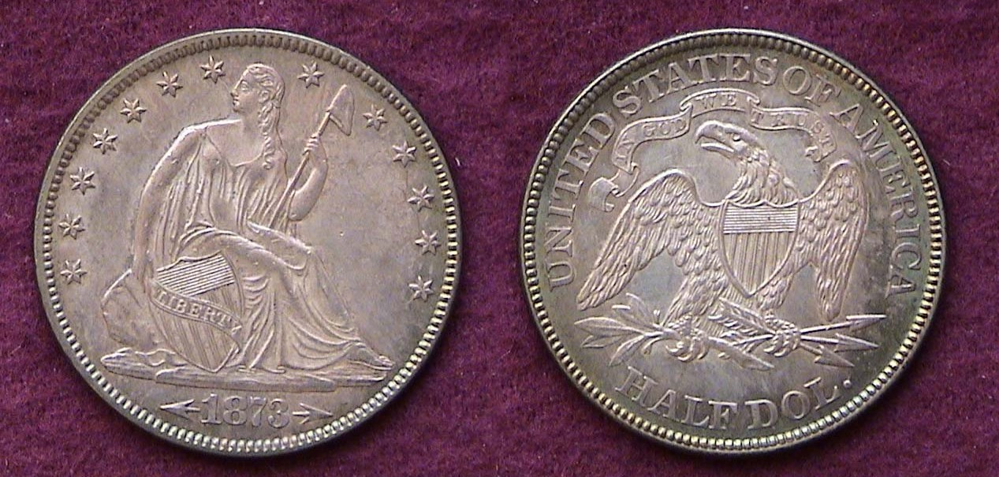 LIBERTY
1873
UNITED STATES OF AMERICA
IN GOD WE TRUST
HALF DOL.